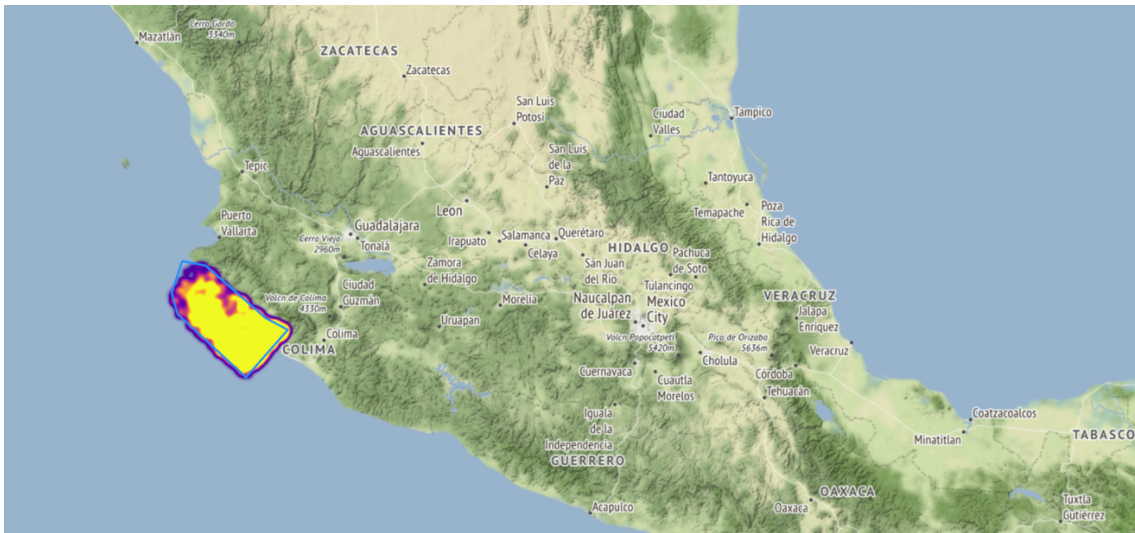 Cerro Gordo
3340m
Mazatlán
ZACATECAS
Zacatecas
San Luis
Potosí
Ciudad
Valles
Tampico
AGUASCALIENTES
Aguascalientes
San Luis
de la
Paz
Tepic
Tantoyuca
Leon
Temapache
Poza
Rica de
Hidalgo
Puerto
Vallarta
Guadalajara
Cerro Viejo
2960m
Tonalá
Irapuato
Salamanca
Querétaro
Celaya
HIDALGO
Pachuca
de Soto
Zamora
de Hidalgo
San Juan
del Río
Tulancingo
Ciudad
Guzmán
Volcn de Colima
4330m
Morelia
Naucalpan
de Juárez
Mexico
City
VERACRUZ
Jalapa
Enríquez
Uruapan
Colima
COLIMA
Volcn Popocatpetl
5420m
Pico de Orizaba
5636m
Veracruz
Cholula
Cuernavaca
Cuautla
Morelos
Córdoba
Tehuacán
Iguala
de la
Independencia
GUERRERO
Coatzacoalcos
Minatitlan
TABASCO
OAXACA
Oaxaca
Acapulco
Tuxtla
Gutiérrez